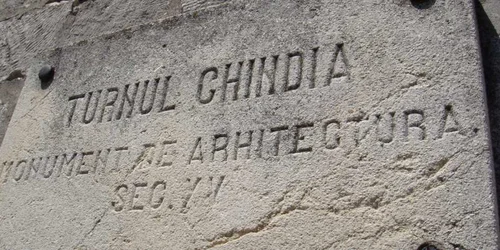 TURNUL CHINDIA
MONUMENT DE ARHITECTURA.
SEC. XV